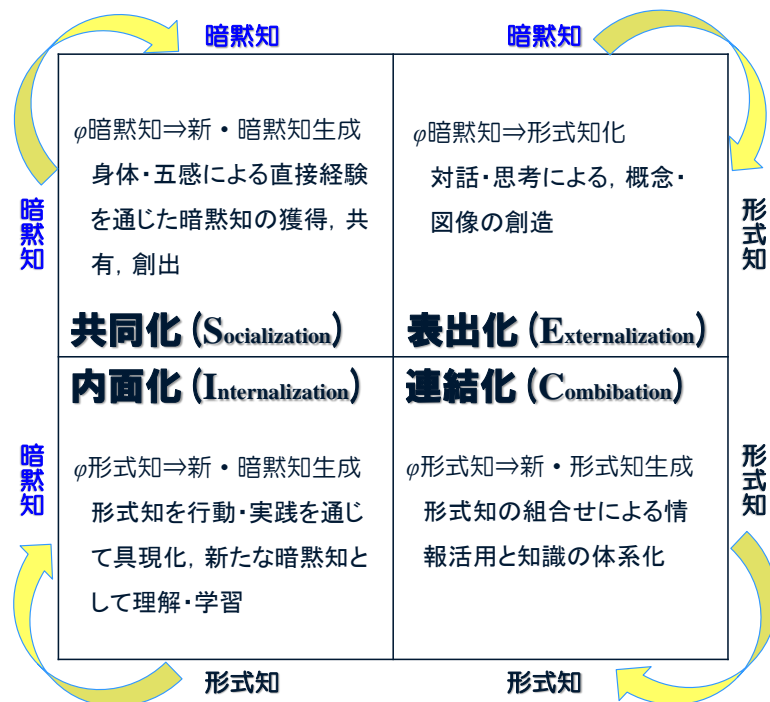 暗黙知
暗黙知
φ暗黙知⇒新・暗黙知生成
身体・五感による直接経験
を通じた暗黙知の獲得, 共
有, 創出
φ暗黙知⇒形式知化
対話・思考による, 概念・
図像の創造
暗黙知
形式知
共同化 (Socialization)
表出化 (Externalization)
内面化 (Internalization)
連結化 (Combibation)
暗黙知
形式知
φ形式知⇒新・暗黙知生成
形式知を行動・実践を通じ
て具現化, 新たな暗黙知と
して理解・学習
φ形式知⇒新・形式知生成
形式知の組合せによる情
報活用と知識の体系化
形式知
形式知